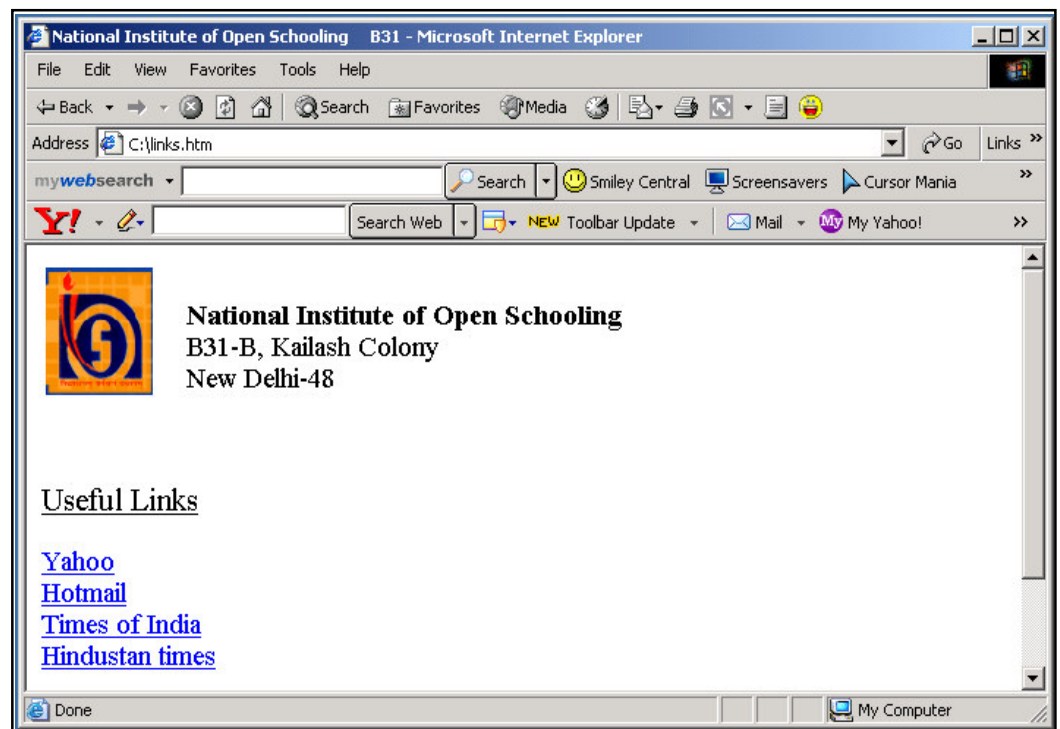 National Institute of Open Schooling B31 - Microsoft Internet Explorer
File Edit View Favorites Tools Help
Back Search Favorites Media
Address C:\links.htm Go Links »
mywebsearch Search Smiley Central Screensavers Cursor Mania »
Y! Search Web NEW Toolbar Update Mail My My Yahoo! »
National Institute of Open Schooling
B31-B, Kailash Colony
New Delhi-48
Useful Links
Yahoo
Hotmail
Times of India
Hindustan times
Done My Computer